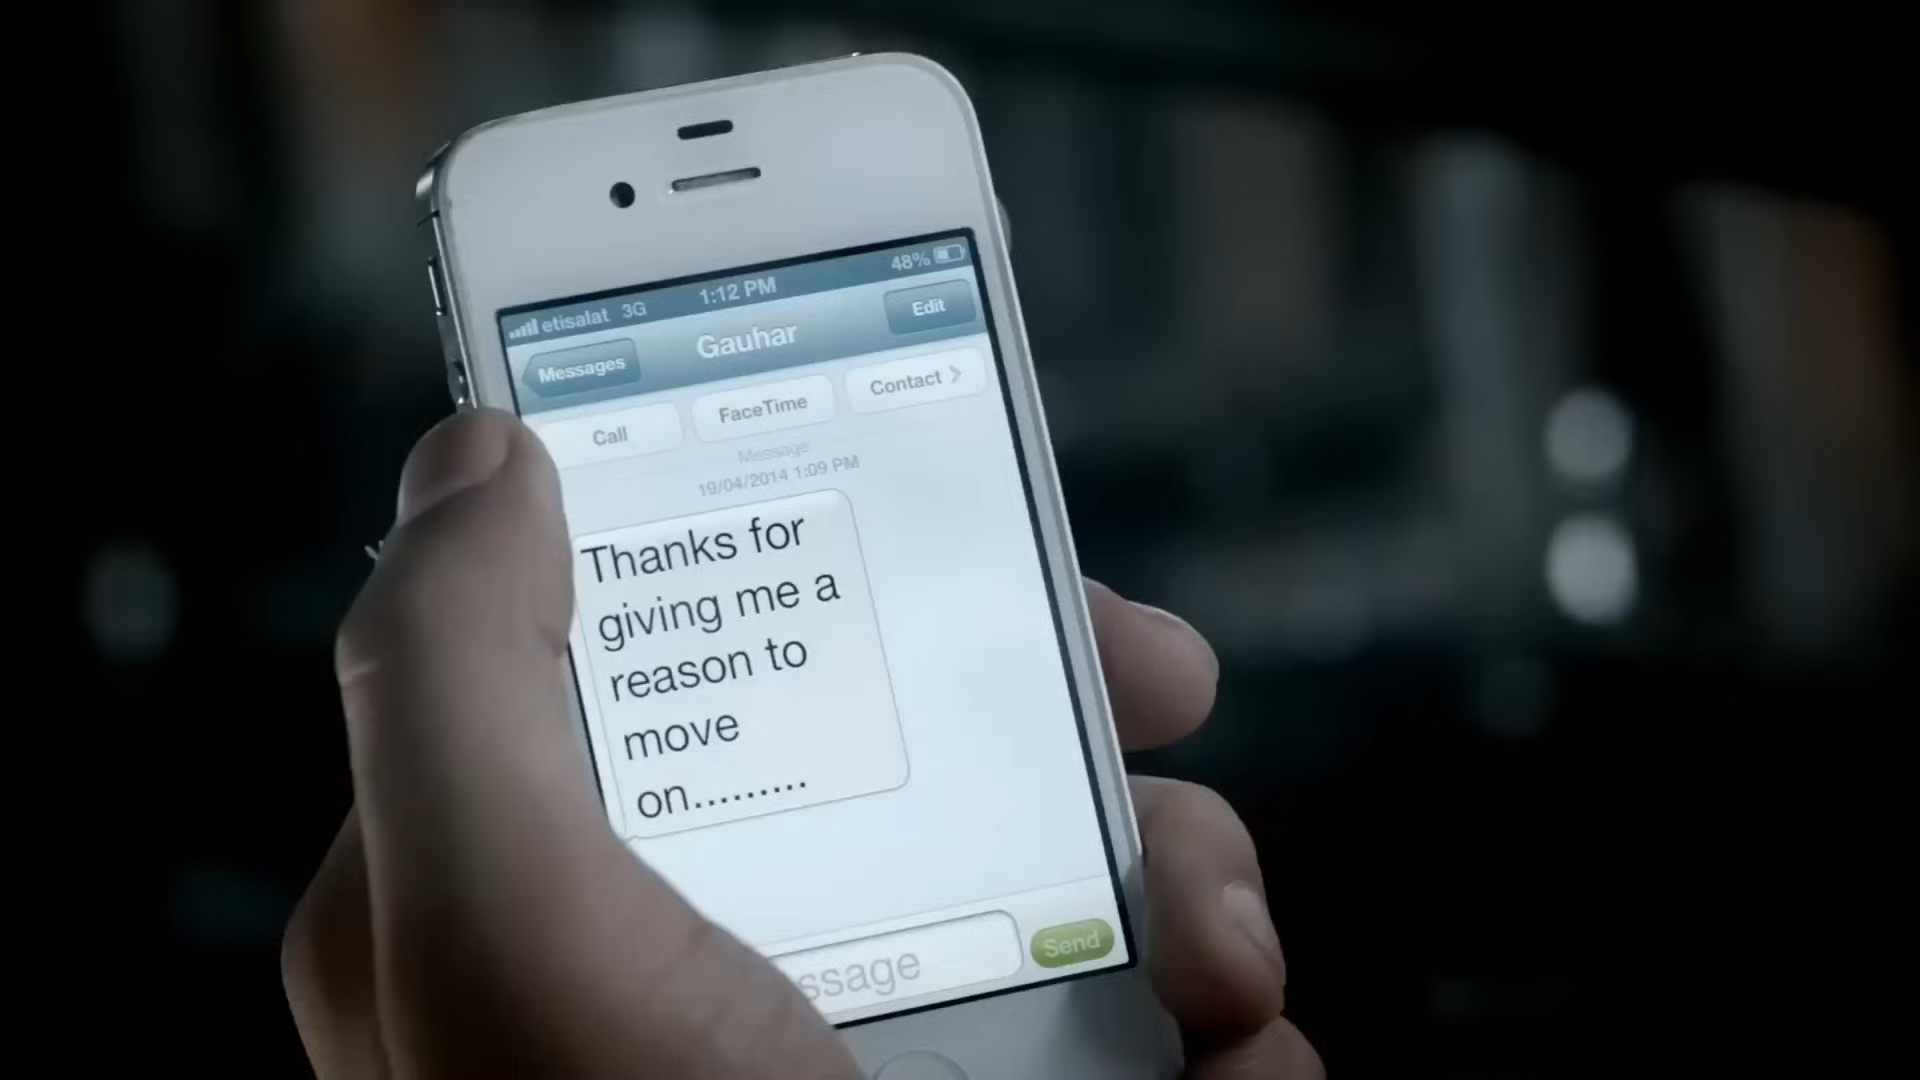 etisalat 3G 1:12 PM 48%
Messages Gauhar Edit
Call FaceTime Contact
Message
19/04/2014 1:09 PM
Thanks for
giving me a
reason to
move
on.........
ssage Send